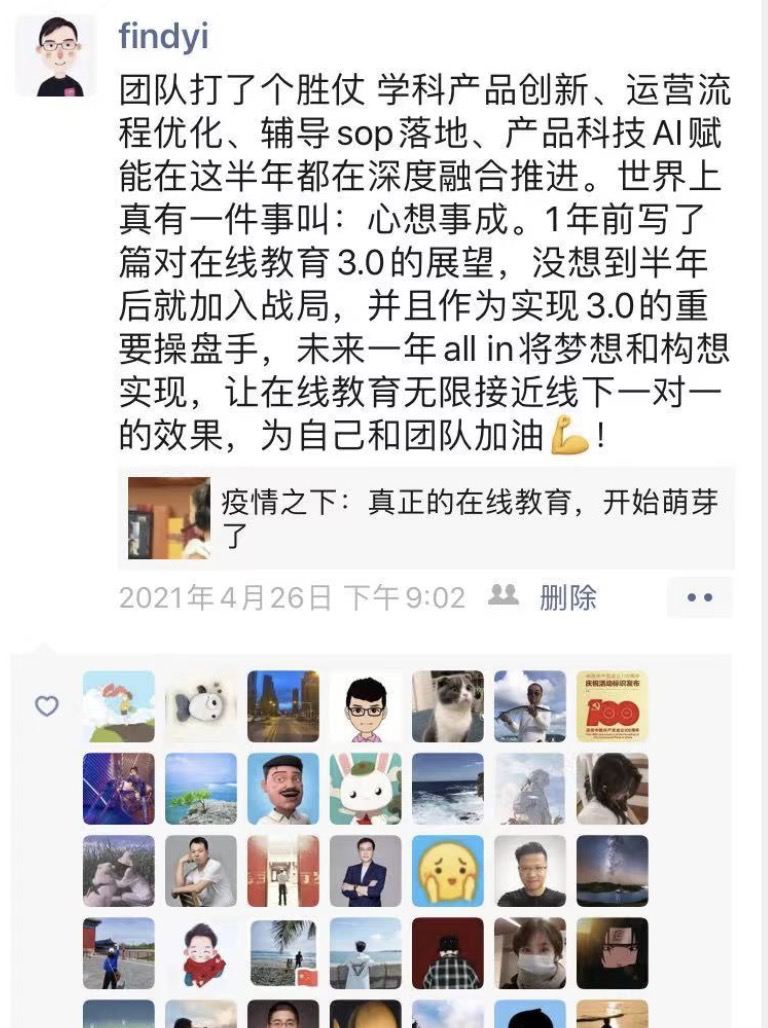 findyi
团队打了个胜仗 学科产品创新、运营流
程优化、辅导sop落地、产品科技AI赋
能在这半年都在深度融合推进。世界上
真有一件事叫：心想事成。1年前写了
篇对在线教育3.0的展望，没想到半年
后就加入战局，并且作为实现3.0的重
要操盘手，未来一年all in将梦想和构想
实现，让在线教育无限接近线下一对一
的效果，为自己和团队加油💪！
疫情之下：真正的在线教育，开始萌芽
了
2021年4月26日 下午9:02 删除
庆祝活动标识发布
100